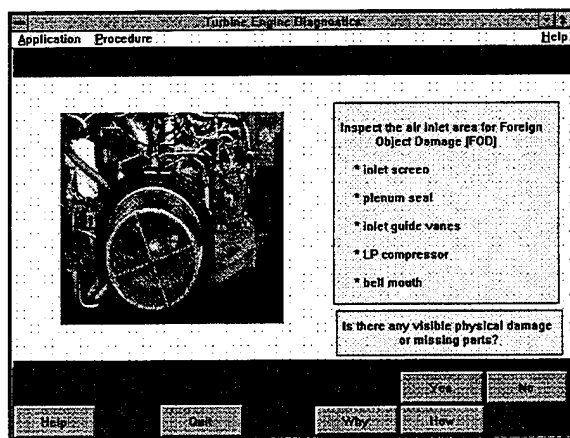 Turbine Engine Diagnostics
Application Procedure Help
Inspect the air inlet area for Foreign
Object Damage [FOD]
* inlet screen
* plenum seal
* inlet guide vanes
* LP compressor
* bell mouth
Is there any visible physical damage
or missing parts?
Yes No
Help Quit Why How